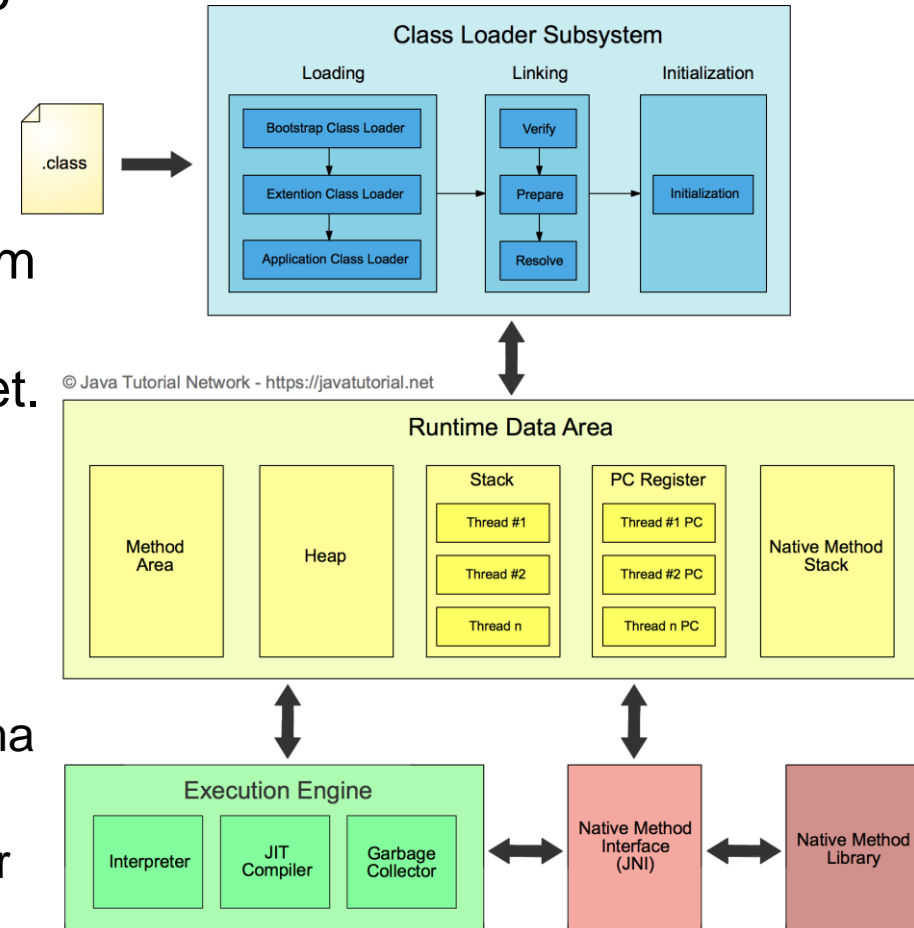 Class Loader Subsystem
Loading
Linking
Initialization
Bootstrap Class Loader
Extention Class Loader
Application Class Loader
Verify
Prepare
Resolve
Initialization
.class
m
et.
© Java Tutorial Network - https://javatutorial.net
Runtime Data Area
Method
Area
Heap
Stack
Thread #1
Thread #2
Thread n
PC Register
Thread #1 PC
Thread #2 PC
Thread n PC
Native Method
Stack
na
r
Execution Engine
Interpreter
JIT
Compiler
Garbage
Collector
Native Method
Interface
(JNI)
Native Method
Library